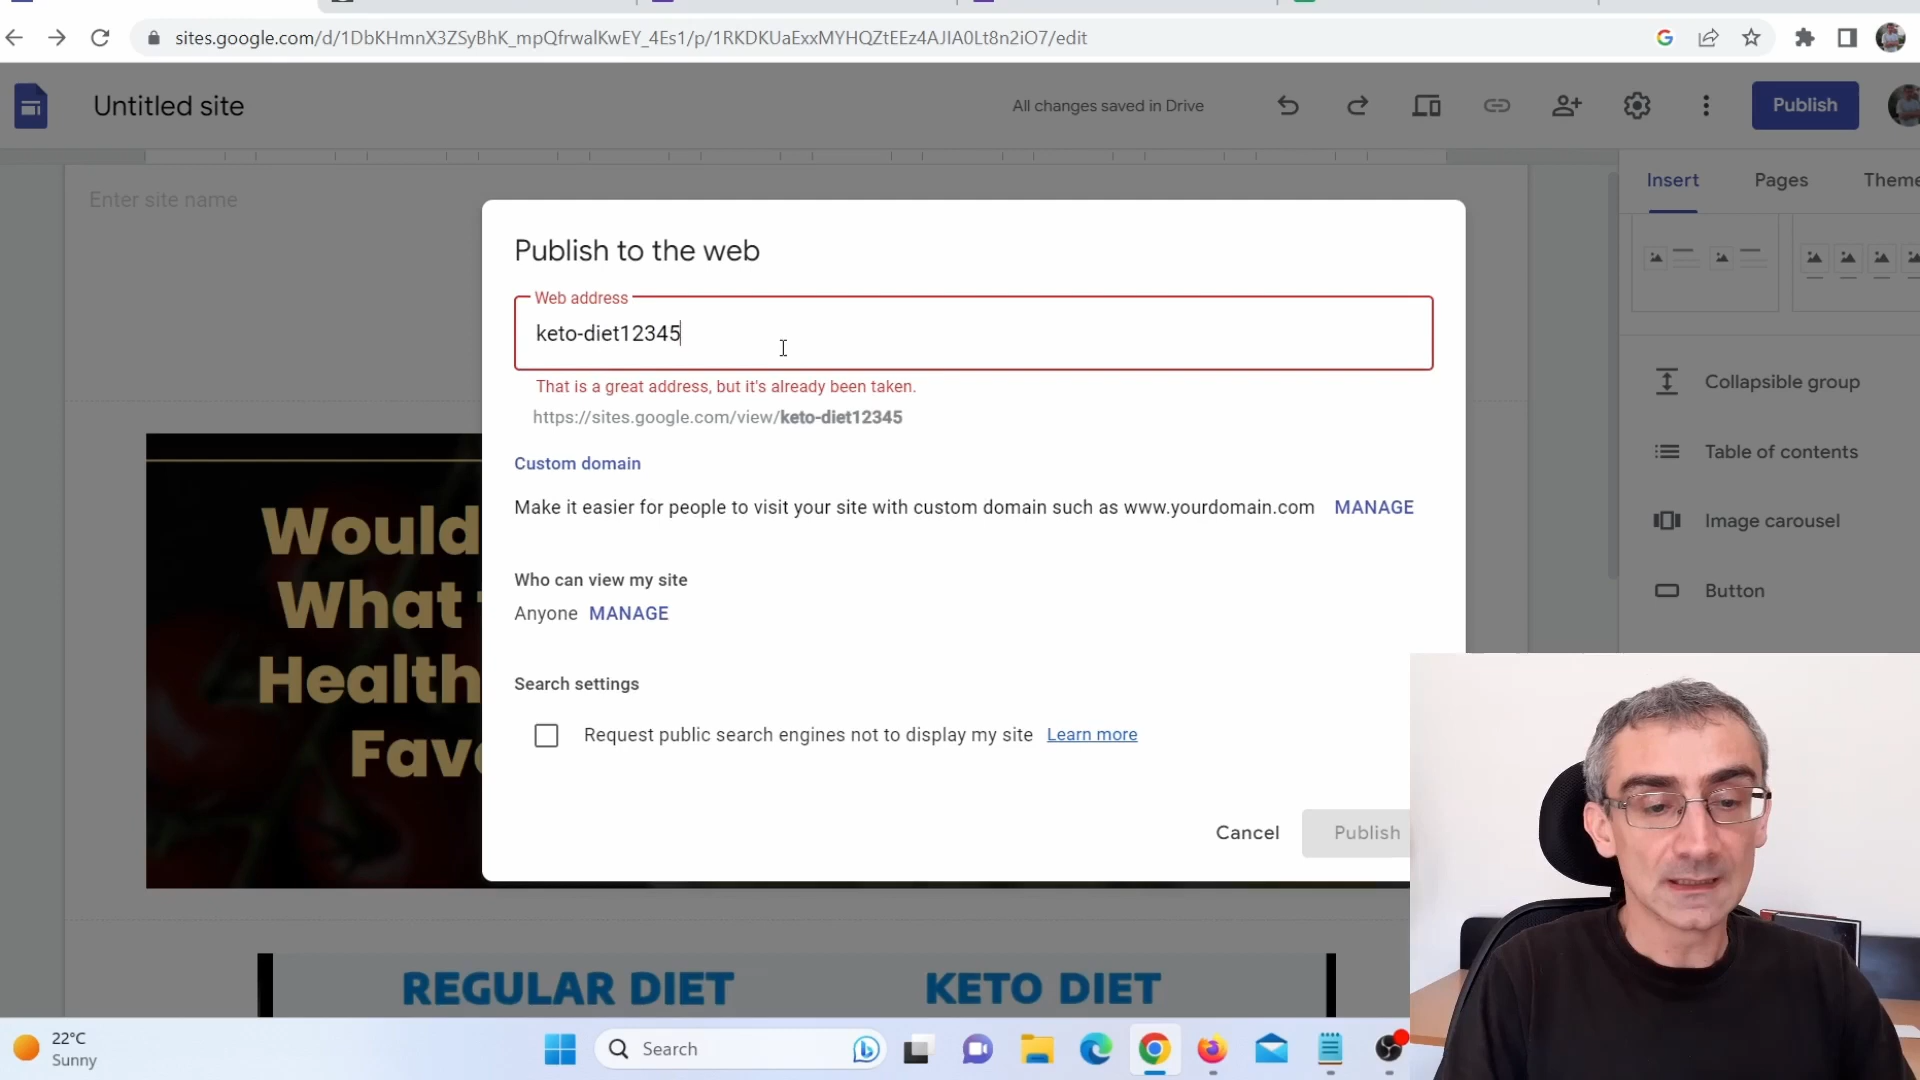 sites.google.com/d/1DbKHmnX3ZSyBhK_mpQfrwalKwEY_4Es1/p/1RKDKUaExxMYHQZtEEz4AJIA0Lt8n2iO7/edit
Untitled site
All changes saved in Drive
Publish
Enter site name
Insert
Pages
Theme
Publish to the web
Web address
keto-diet12345
That is a great address, but it's already been taken.
https://sites.google.com/view/keto-diet12345
Custom domain
Make it easier for people to visit your site with custom domain such as www.yourdomain.com MANAGE
Who can view my site
Anyone MANAGE
Search settings
Request public search engines not to display my site Learn more
Cancel
Publish
Collapsible group
Table of contents
Image carousel
Button
Would
What
Health
Fav
REGULAR DIET
KETO DIET
22°C
Sunny
Search